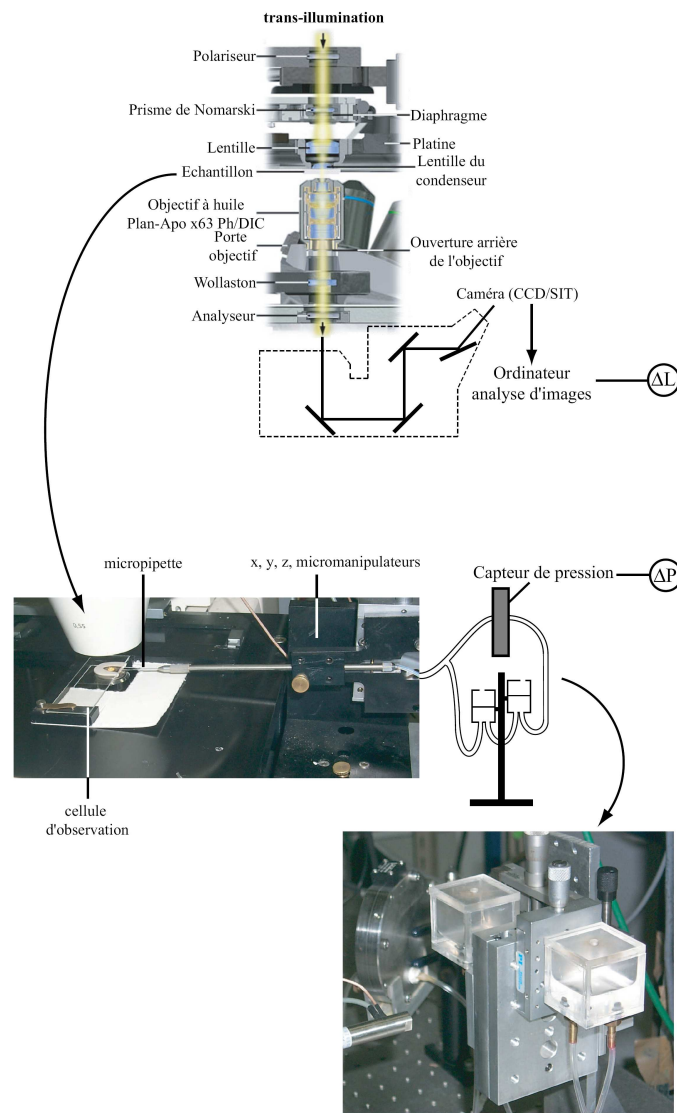 trans-illumination
Polariseur
Prisme de Nomarski
Diaphragme
Lentille
Platine
Echantillon
Lentille du
condenseur
Objectif à huile
Plan-Apo x63 Ph/DIC
Porte
objectif
Ouverture arrière
de l'objectif
Wollaston
Analyseur
Caméra (CCD/SIT)
Ordinateur
analyse d'images
ΔL
micropipette
x, y, z, micromanipulateurs
Capteur de pression
ΔP
0,55
cellule
d'observation